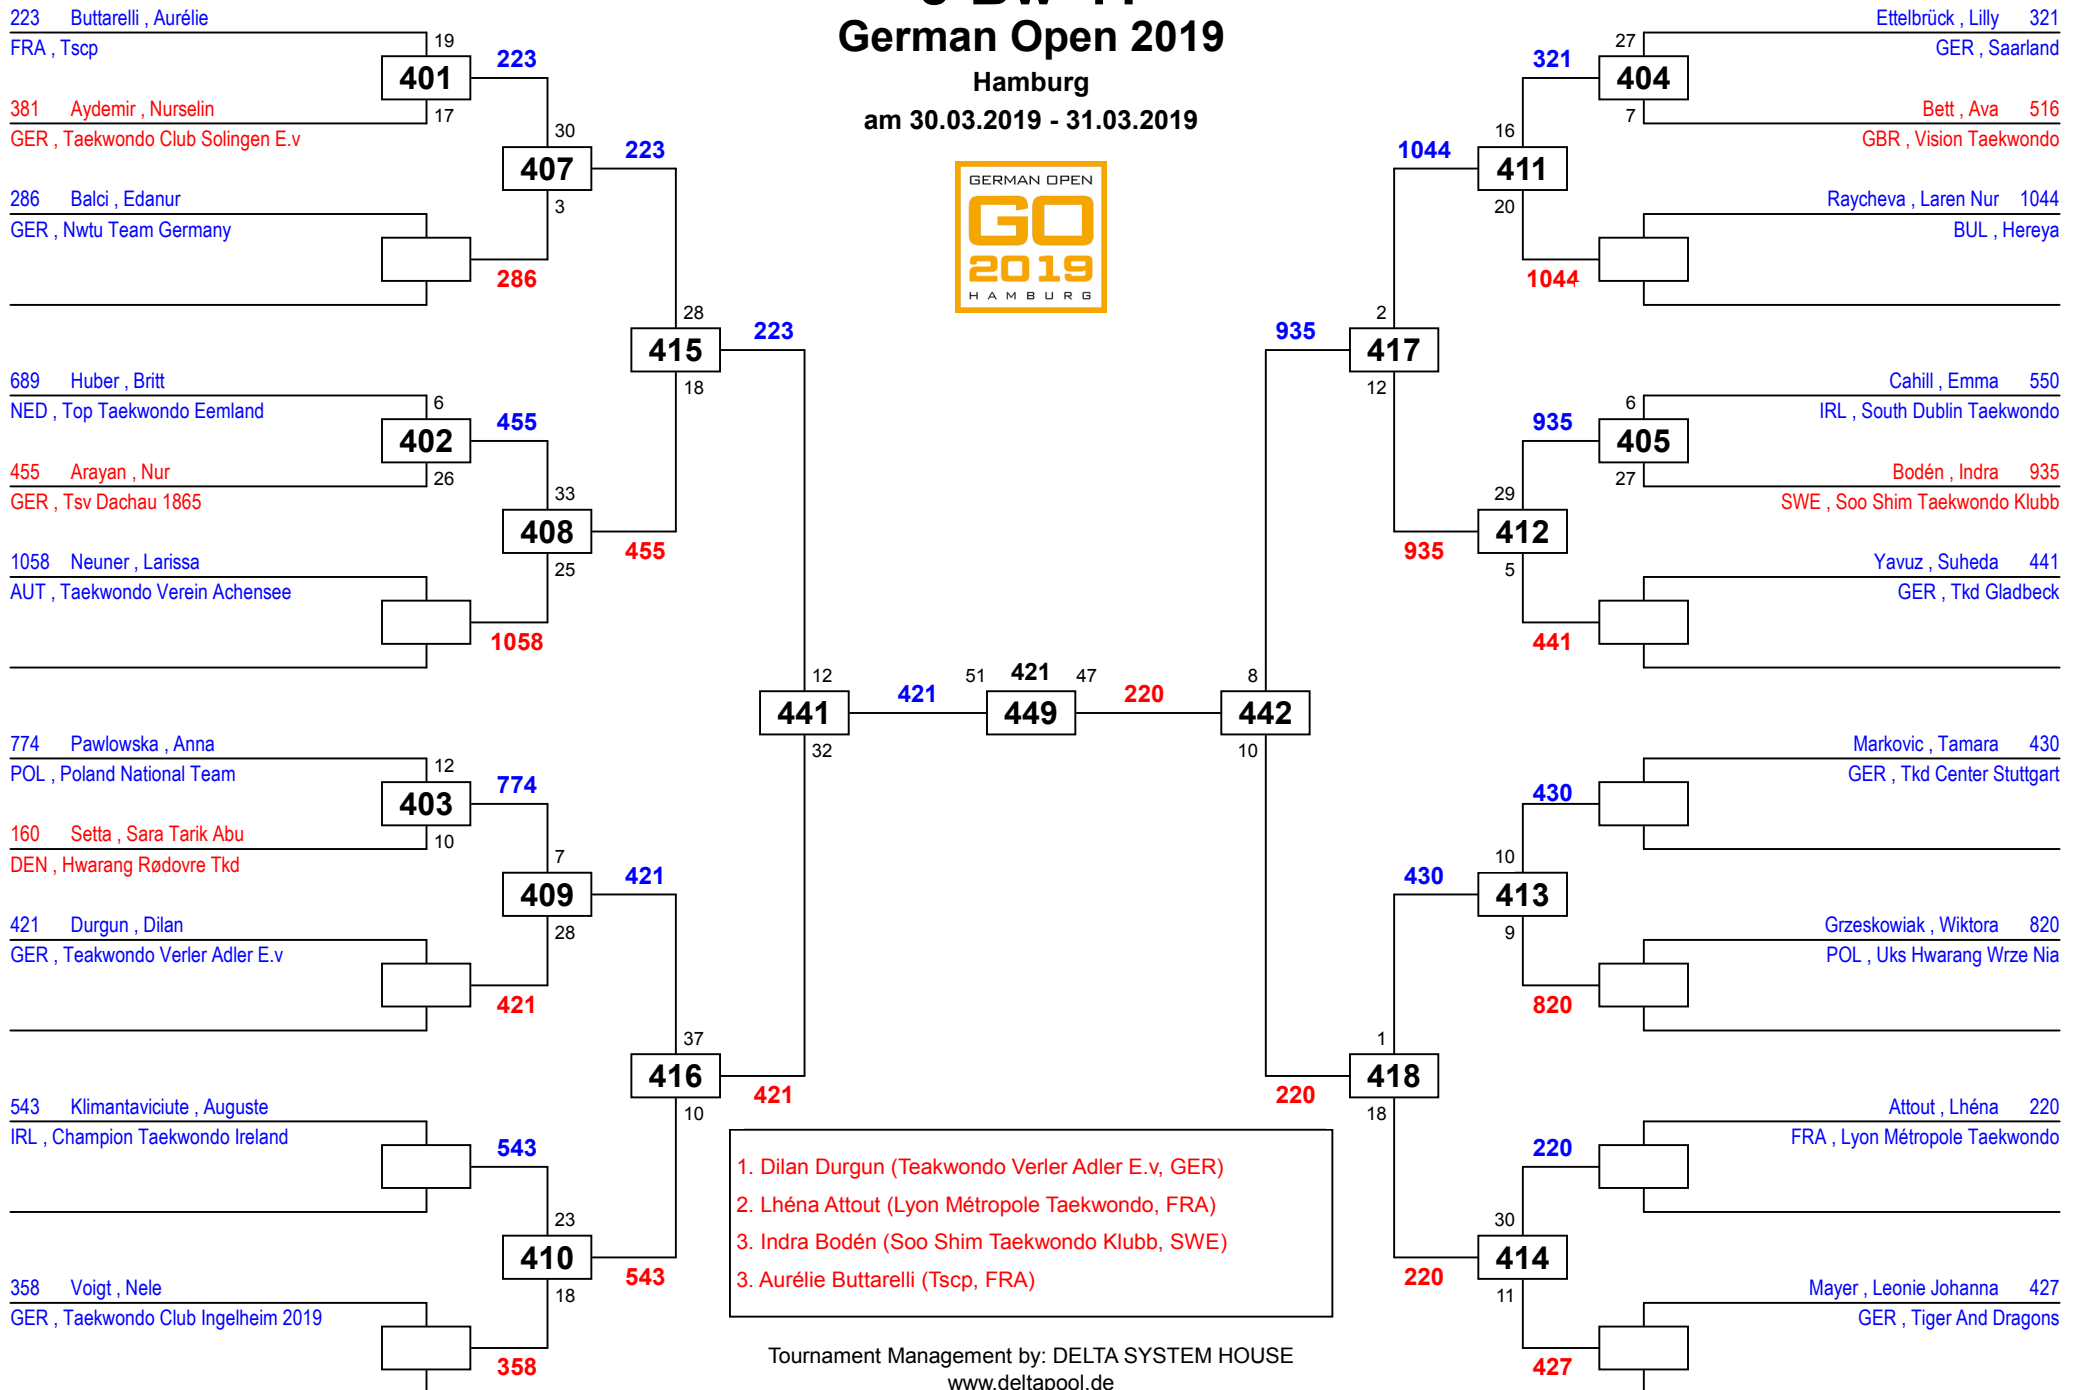 German Open 2019
Hamburg
am 30.03.2019 - 31.03.2019
GERMAN OPEN
GO
2019
HAMBURG
223 Buttarelli , Aurélie
FRA , Tscp
19
401
17
223
381 Aydemir , Nurselin
GER , Taekwondo Club Solingen E.v
30
407
3
223
286 Balci , Edanur
GER , Nwtu Team Germany
286
28
415
18
223
689 Huber , Britt
NED , Top Taekwondo Eemland
6
402
26
455
455 Arayan , Nur
GER , Tsv Dachau 1865
33
408
25
455
1058 Neuner , Larissa
AUT , Taekwondo Verein Achensee
1058
12
441
32
421
774 Pawlowska , Anna
POL , Poland National Team
12
403
10
774
160 Setta , Sara Tarik Abu
DEN , Hwarang Rødovre Tkd
7
409
28
421
421 Durgun , Dilan
GER , Teakwondo Verler Adler E.v
421
37
416
10
421
543 Klimantaviciute , Auguste
IRL , Champion Taekwondo Ireland
543
23
410
18
543
358 Voigt , Nele
GER , Taekwondo Club Ingelheim 2019
358
51 421 47
449
220
Ettelbrück , Lilly 321
GER , Saarland
27
404
7
321
Bett , Ava 516
GBR , Vision Taekwondo
16
411
20
1044
Raycheva , Laren Nur 1044
BUL , Hereya
1044
2
417
12
935
Cahill , Emma 550
IRL , South Dublin Taekwondo
6
405
27
935
Bodén , Indra 935
SWE , Soo Shim Taekwondo Klubb
29
412
5
935
Yavuz , Suheda 441
GER , Tkd Gladbeck
441
8
442
10
Markovic , Tamara 430
GER , Tkd Center Stuttgart
430
10
413
9
430
Grzeskowiak , Wiktora 820
POL , Uks Hwarang Wrze Nia
820
1
418
18
220
Attout , Lhéna 220
FRA , Lyon Métropole Taekwondo
220
30
414
11
220
Mayer , Leonie Johanna 427
GER , Tiger And Dragons
427
1. Dilan Durgun (Teakwondo Verler Adler E.v, GER)
2. Lhéna Attout (Lyon Métropole Taekwondo, FRA)
3. Indra Bodén (Soo Shim Taekwondo Klubb, SWE)
3. Aurélie Buttarelli (Tscp, FRA)
Tournament Management by: DELTA SYSTEM HOUSE
www.deltapool.de